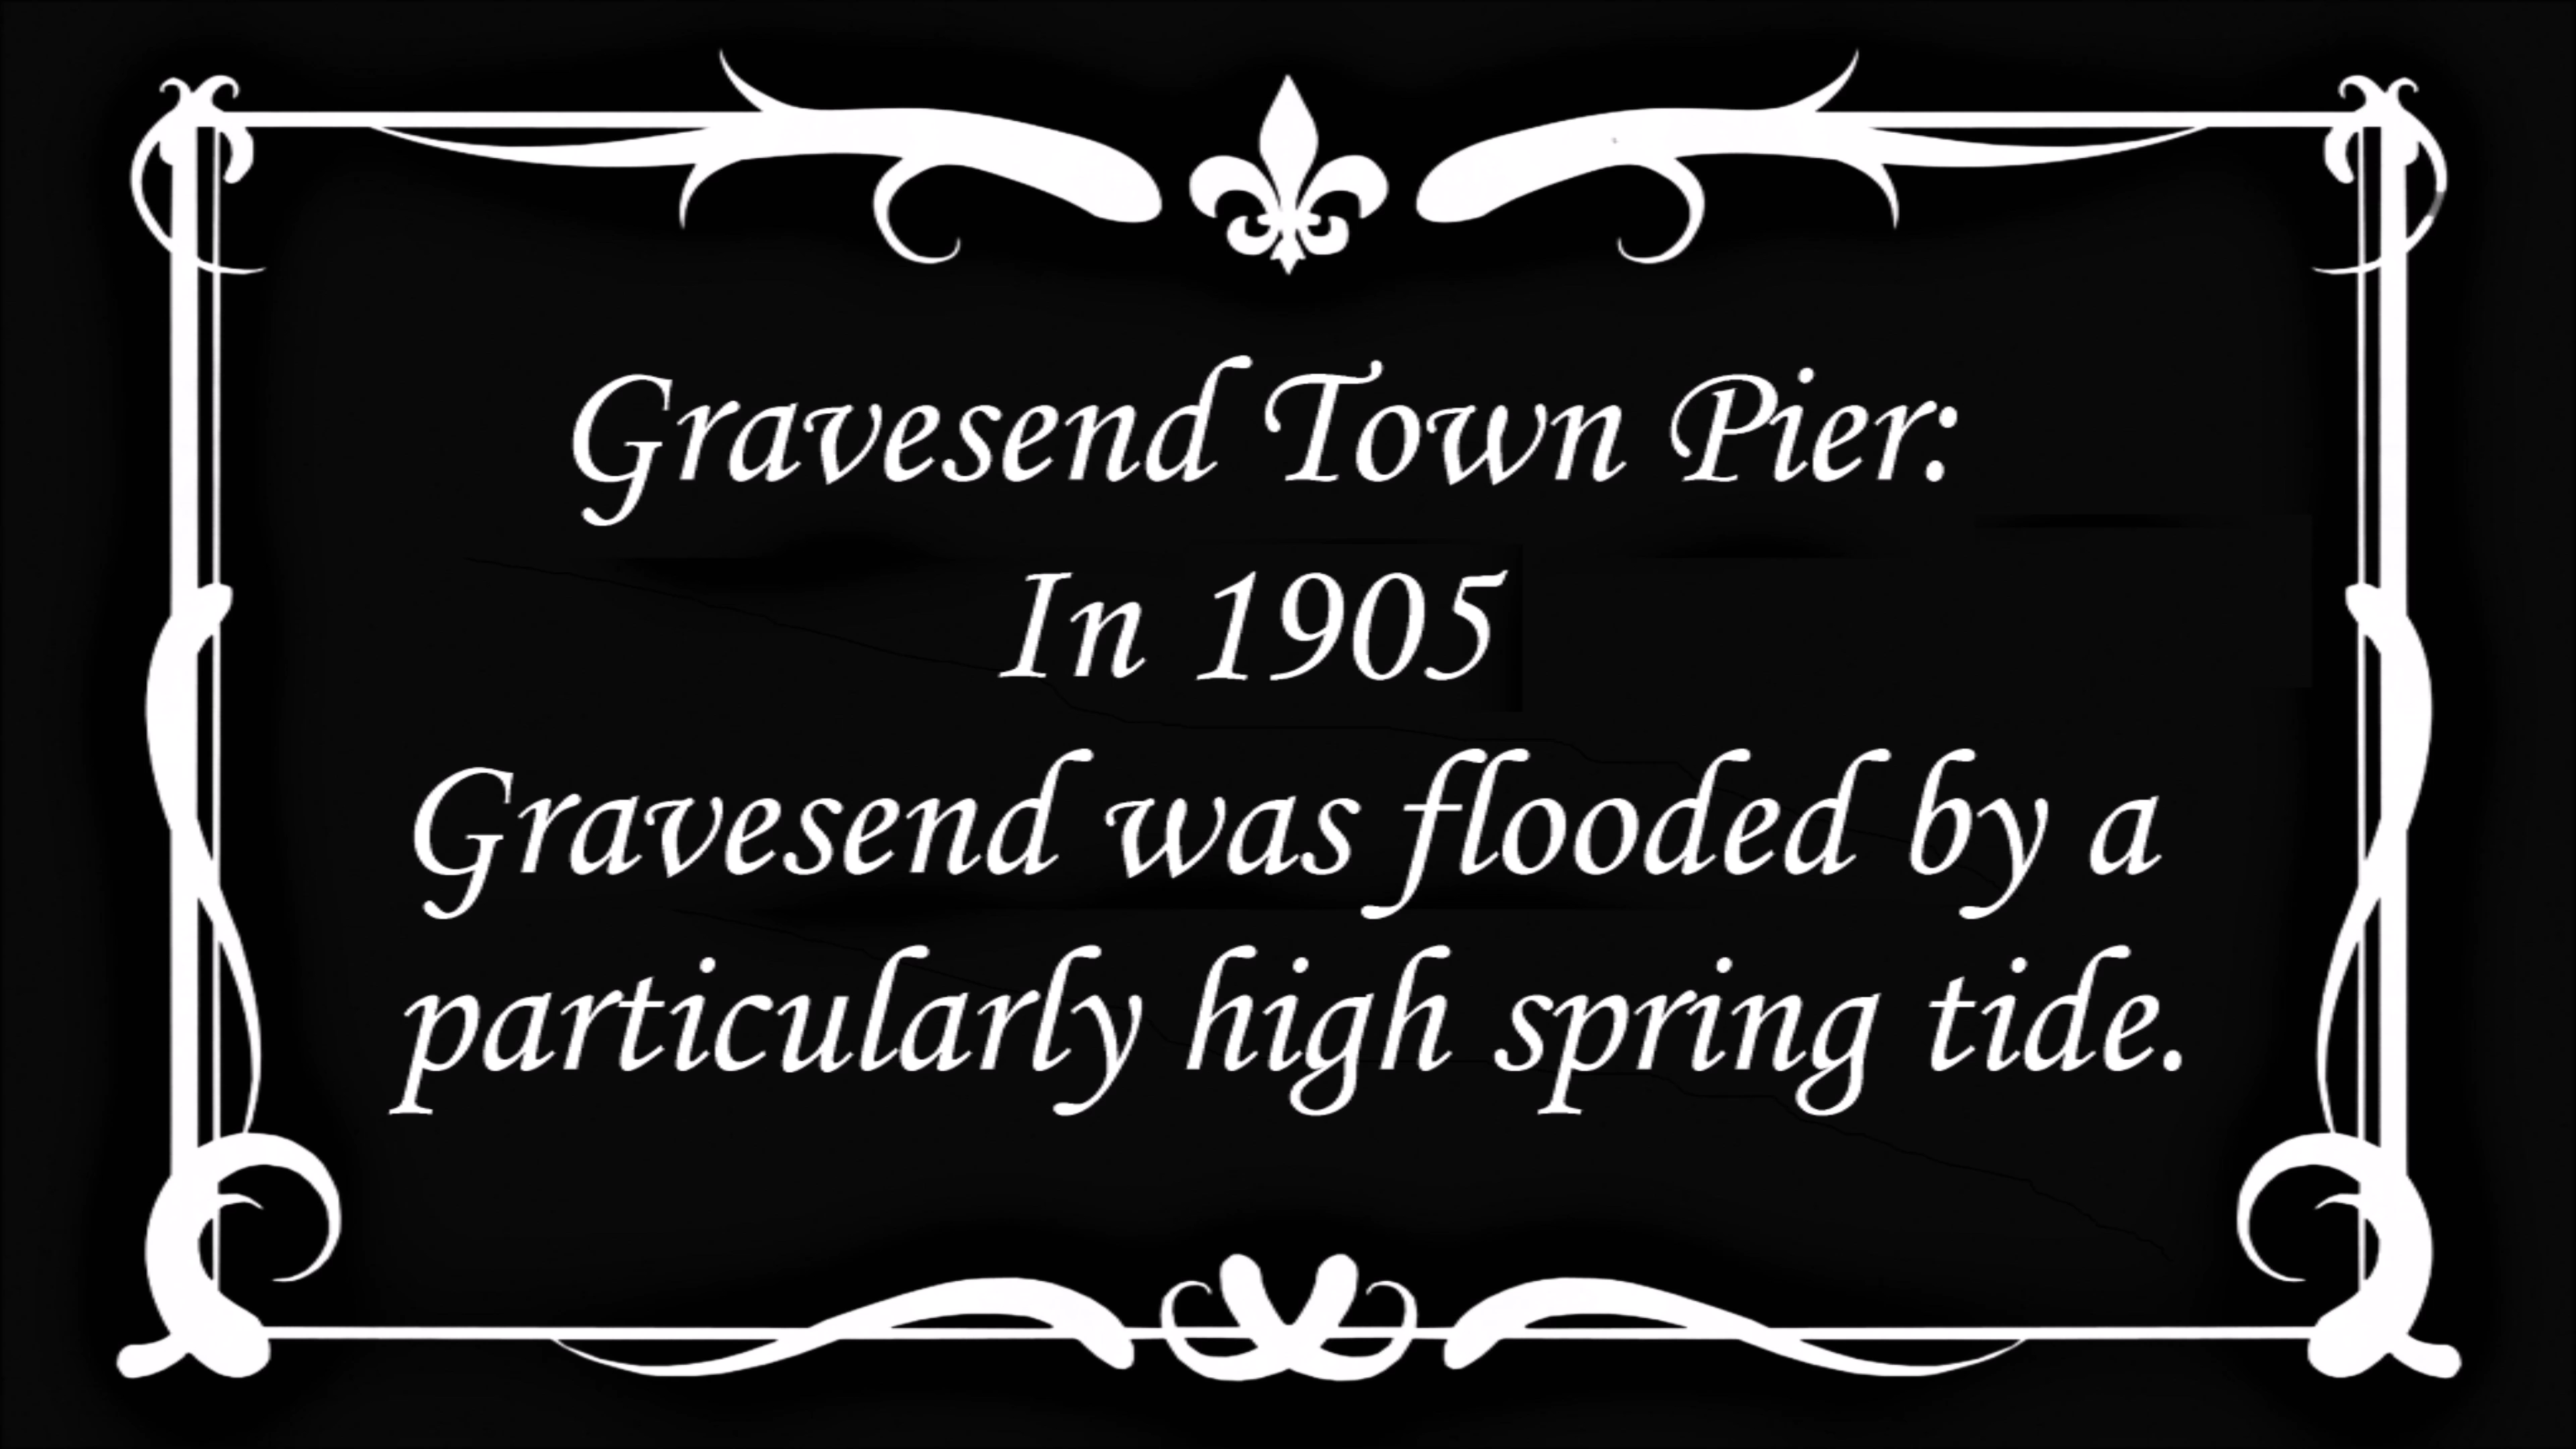 Gravesend Town Pier:
In 1905
Gravesend was flooded by a
particularly high spring tide.